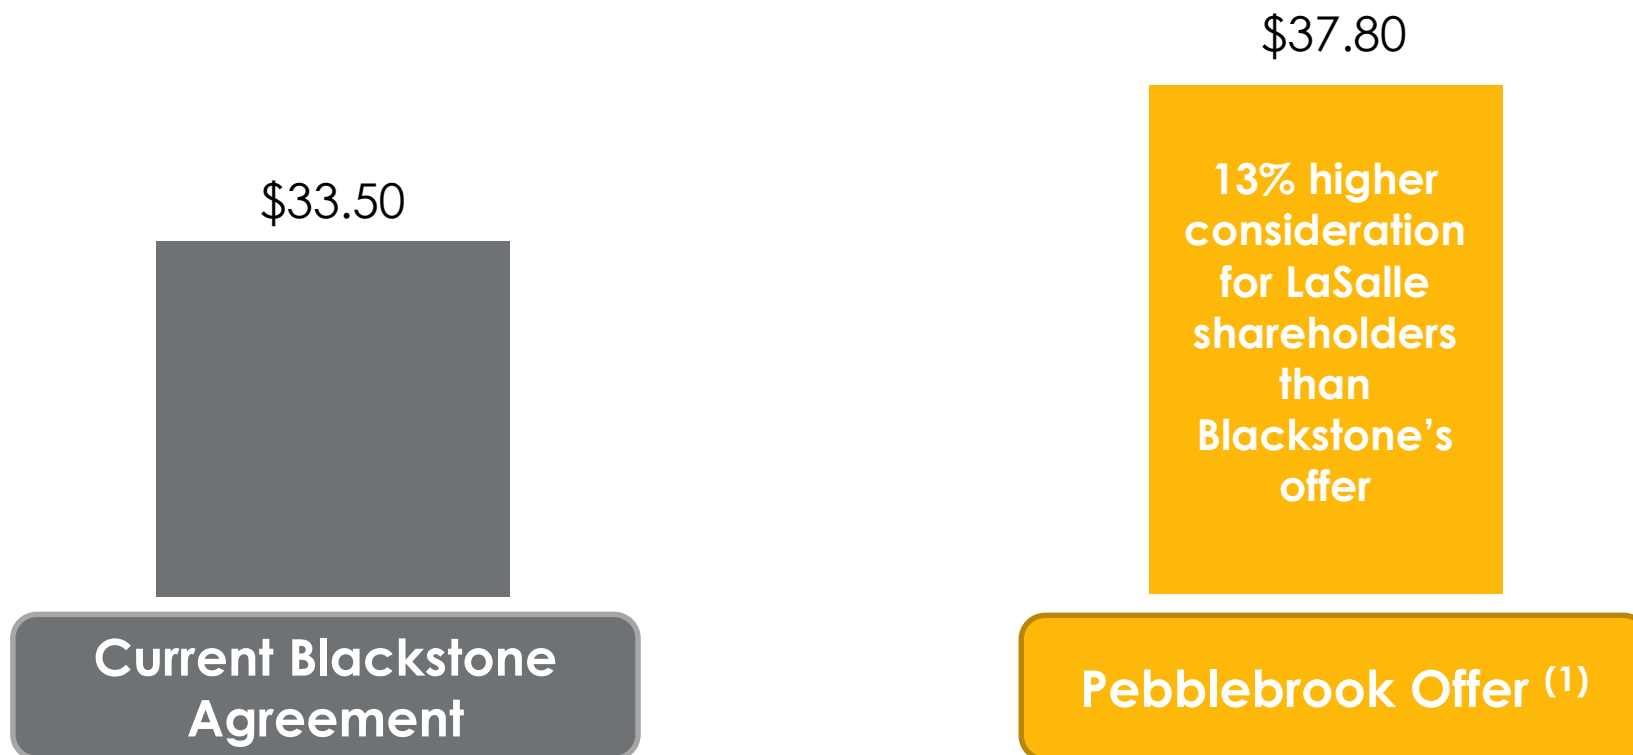 $37.80
$33.50
13% higher
consideration
for LaSalle
shareholders
than
Blackstone’s
offer
Current Blackstone
Agreement
Pebblebrook Offer (1)